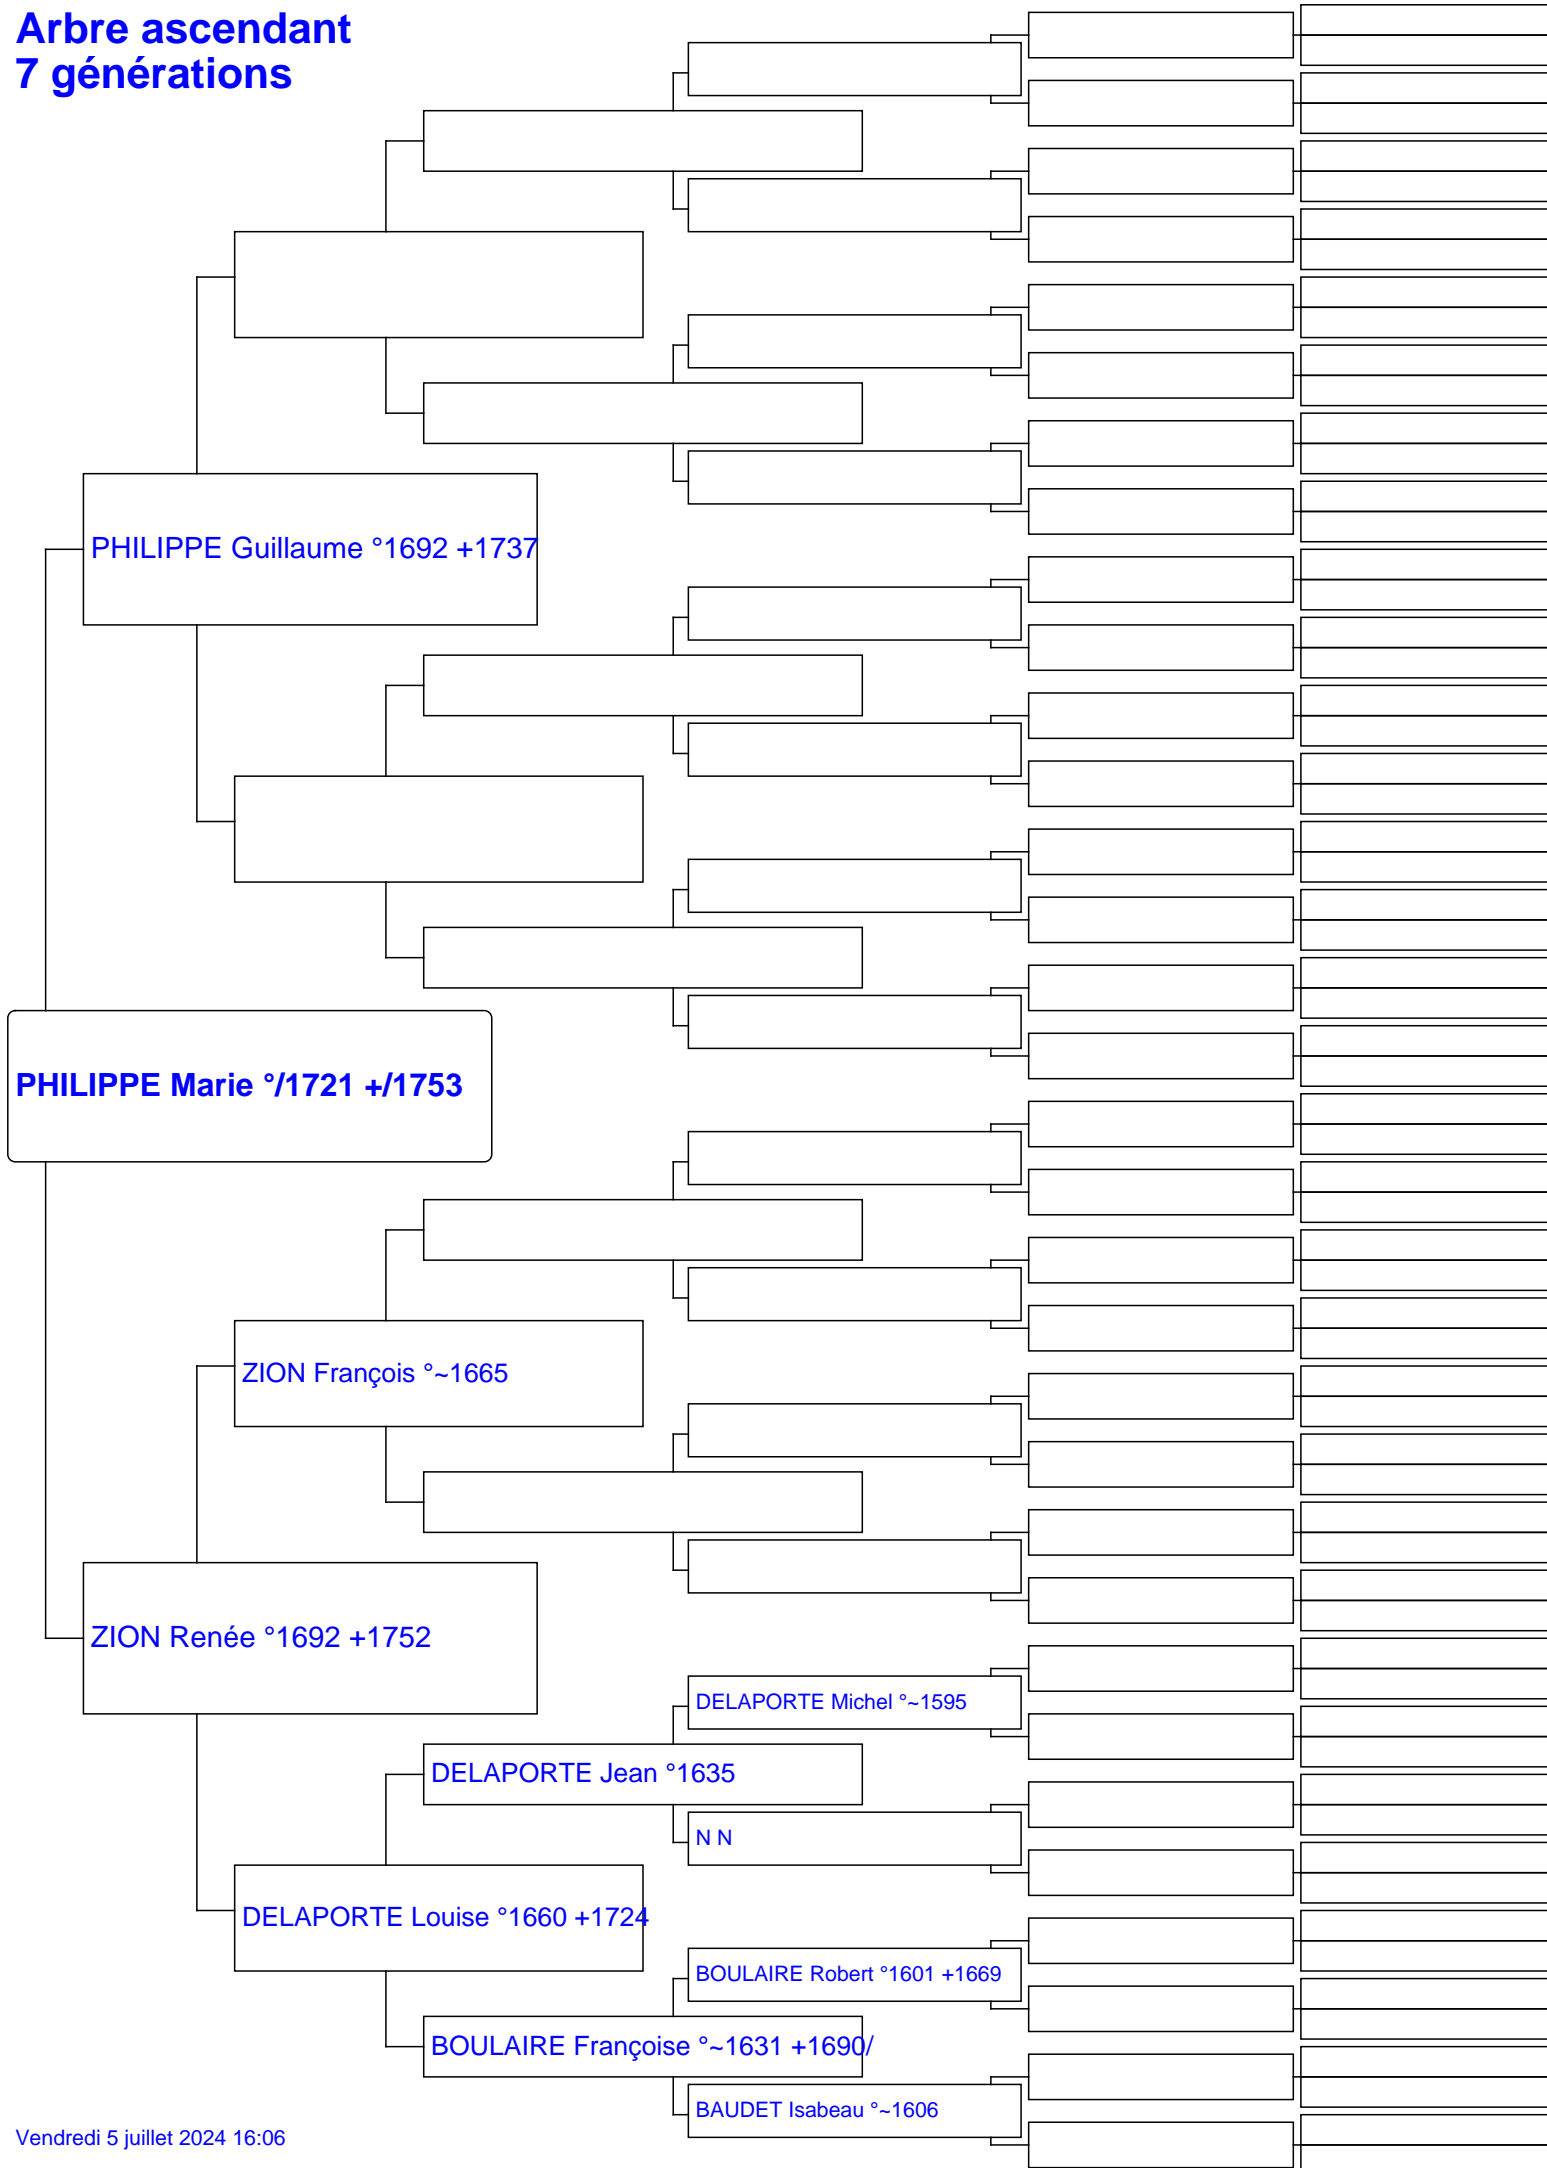 Arbre ascendant
7 générations
PHILIPPE Guillaume °1692 +1737
PHILIPPE Marie °/1721 +/1753
ZION François °~1665
ZION Renée °1692 +1752
DELAPORTE Michel °~1595
DELAPORTE Jean °1635
N N
DELAPORTE Louise °1660 +1724
BOULAIRE Robert °1601 +1669
BOULAIRE Françoise °~1631 +1690/
BAUDET Isabeau °~1606
Vendredi 5 juillet 2024 16:06